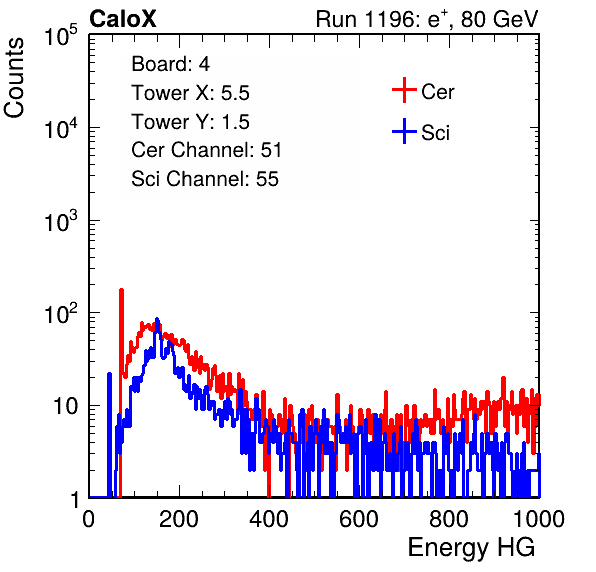 CaloX Run 1196: e⁺, 80 GeV
Counts
Board: 4
Tower X: 5.5
Tower Y: 1.5
Cer Channel: 51
Sci Channel: 55
Cer
Sci
10⁵
10⁴
10³
10²
10
1
0 200 400 600 800 1000
Energy HG